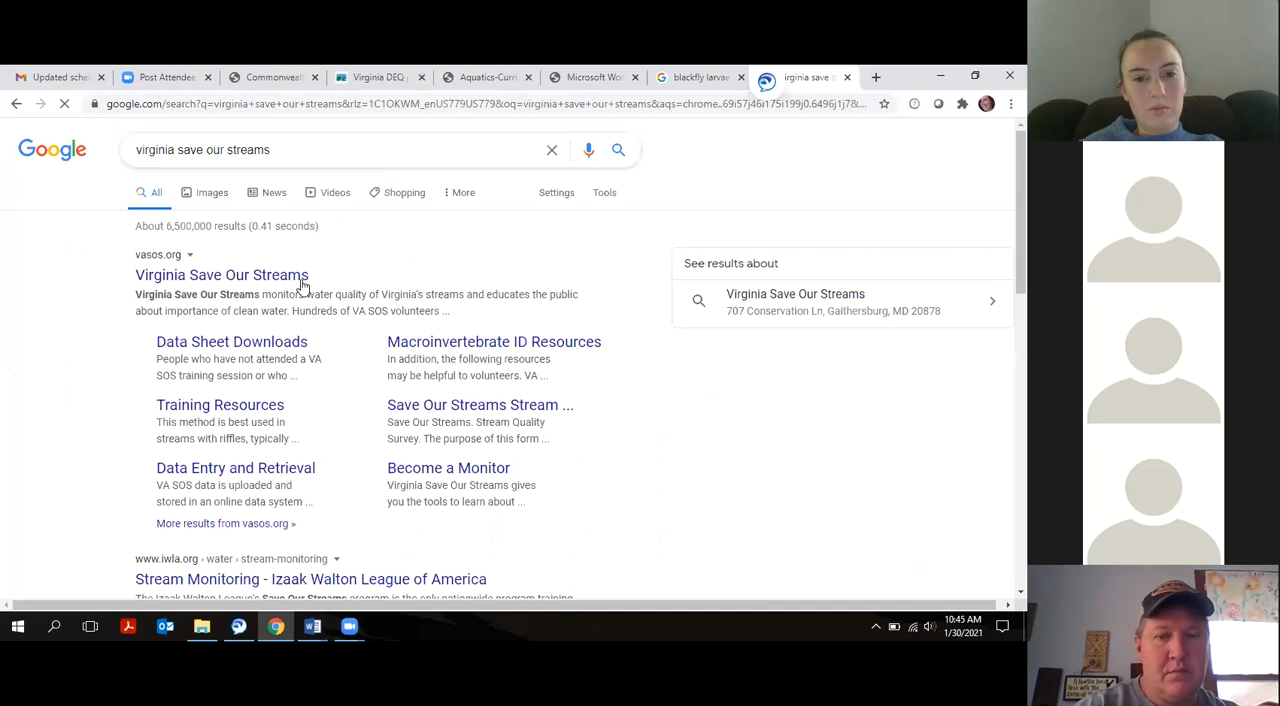 Updated sche
Post Attendee
Commonweal
Virginia DEQ
Aquatics-Curri
Microsoft Wo
blackfly larvae
irginia save o
google.com/search?q=virginia+save+our+streams&rlz=1C1OKWM_enUS779US779&oq=virginia+save+our+streams&aqs=chrome..69i57j46i175i199j0.6496j1j7&...
Google
virginia save our streams
All
Images
News
Videos
Shopping
More
Settings
Tools
About 6,500,000 results (0.41 seconds)
vasos.org
Virginia Save Our Streams
Virginia Save Our Streams monitors water quality of Virginia's streams and educates the public
about importance of clean water. Hundreds of VA SOS volunteers ...
See results about
Virginia Save Our Streams
707 Conservation Ln, Gaithersburg, MD 20878
Data Sheet Downloads
People who have not attended a VA
SOS training session or who ...
Macroinvertebrate ID Resources
In addition, the following resources
may be helpful to volunteers. VA ...
Training Resources
This method is best used in
streams with riffles, typically ...
Save Our Streams Stream ...
Save Our Streams. Stream Quality
Survey. The purpose of this form ...
Data Entry and Retrieval
VA SOS data is uploaded and
stored in an online data system ...
Become a Monitor
Virginia Save Our Streams gives
you the tools to learn about ...
More results from vasos.org »
www.iwla.org › water › stream-monitoring
Stream Monitoring - Izaak Walton League of America
10:45 AM
1/30/2021